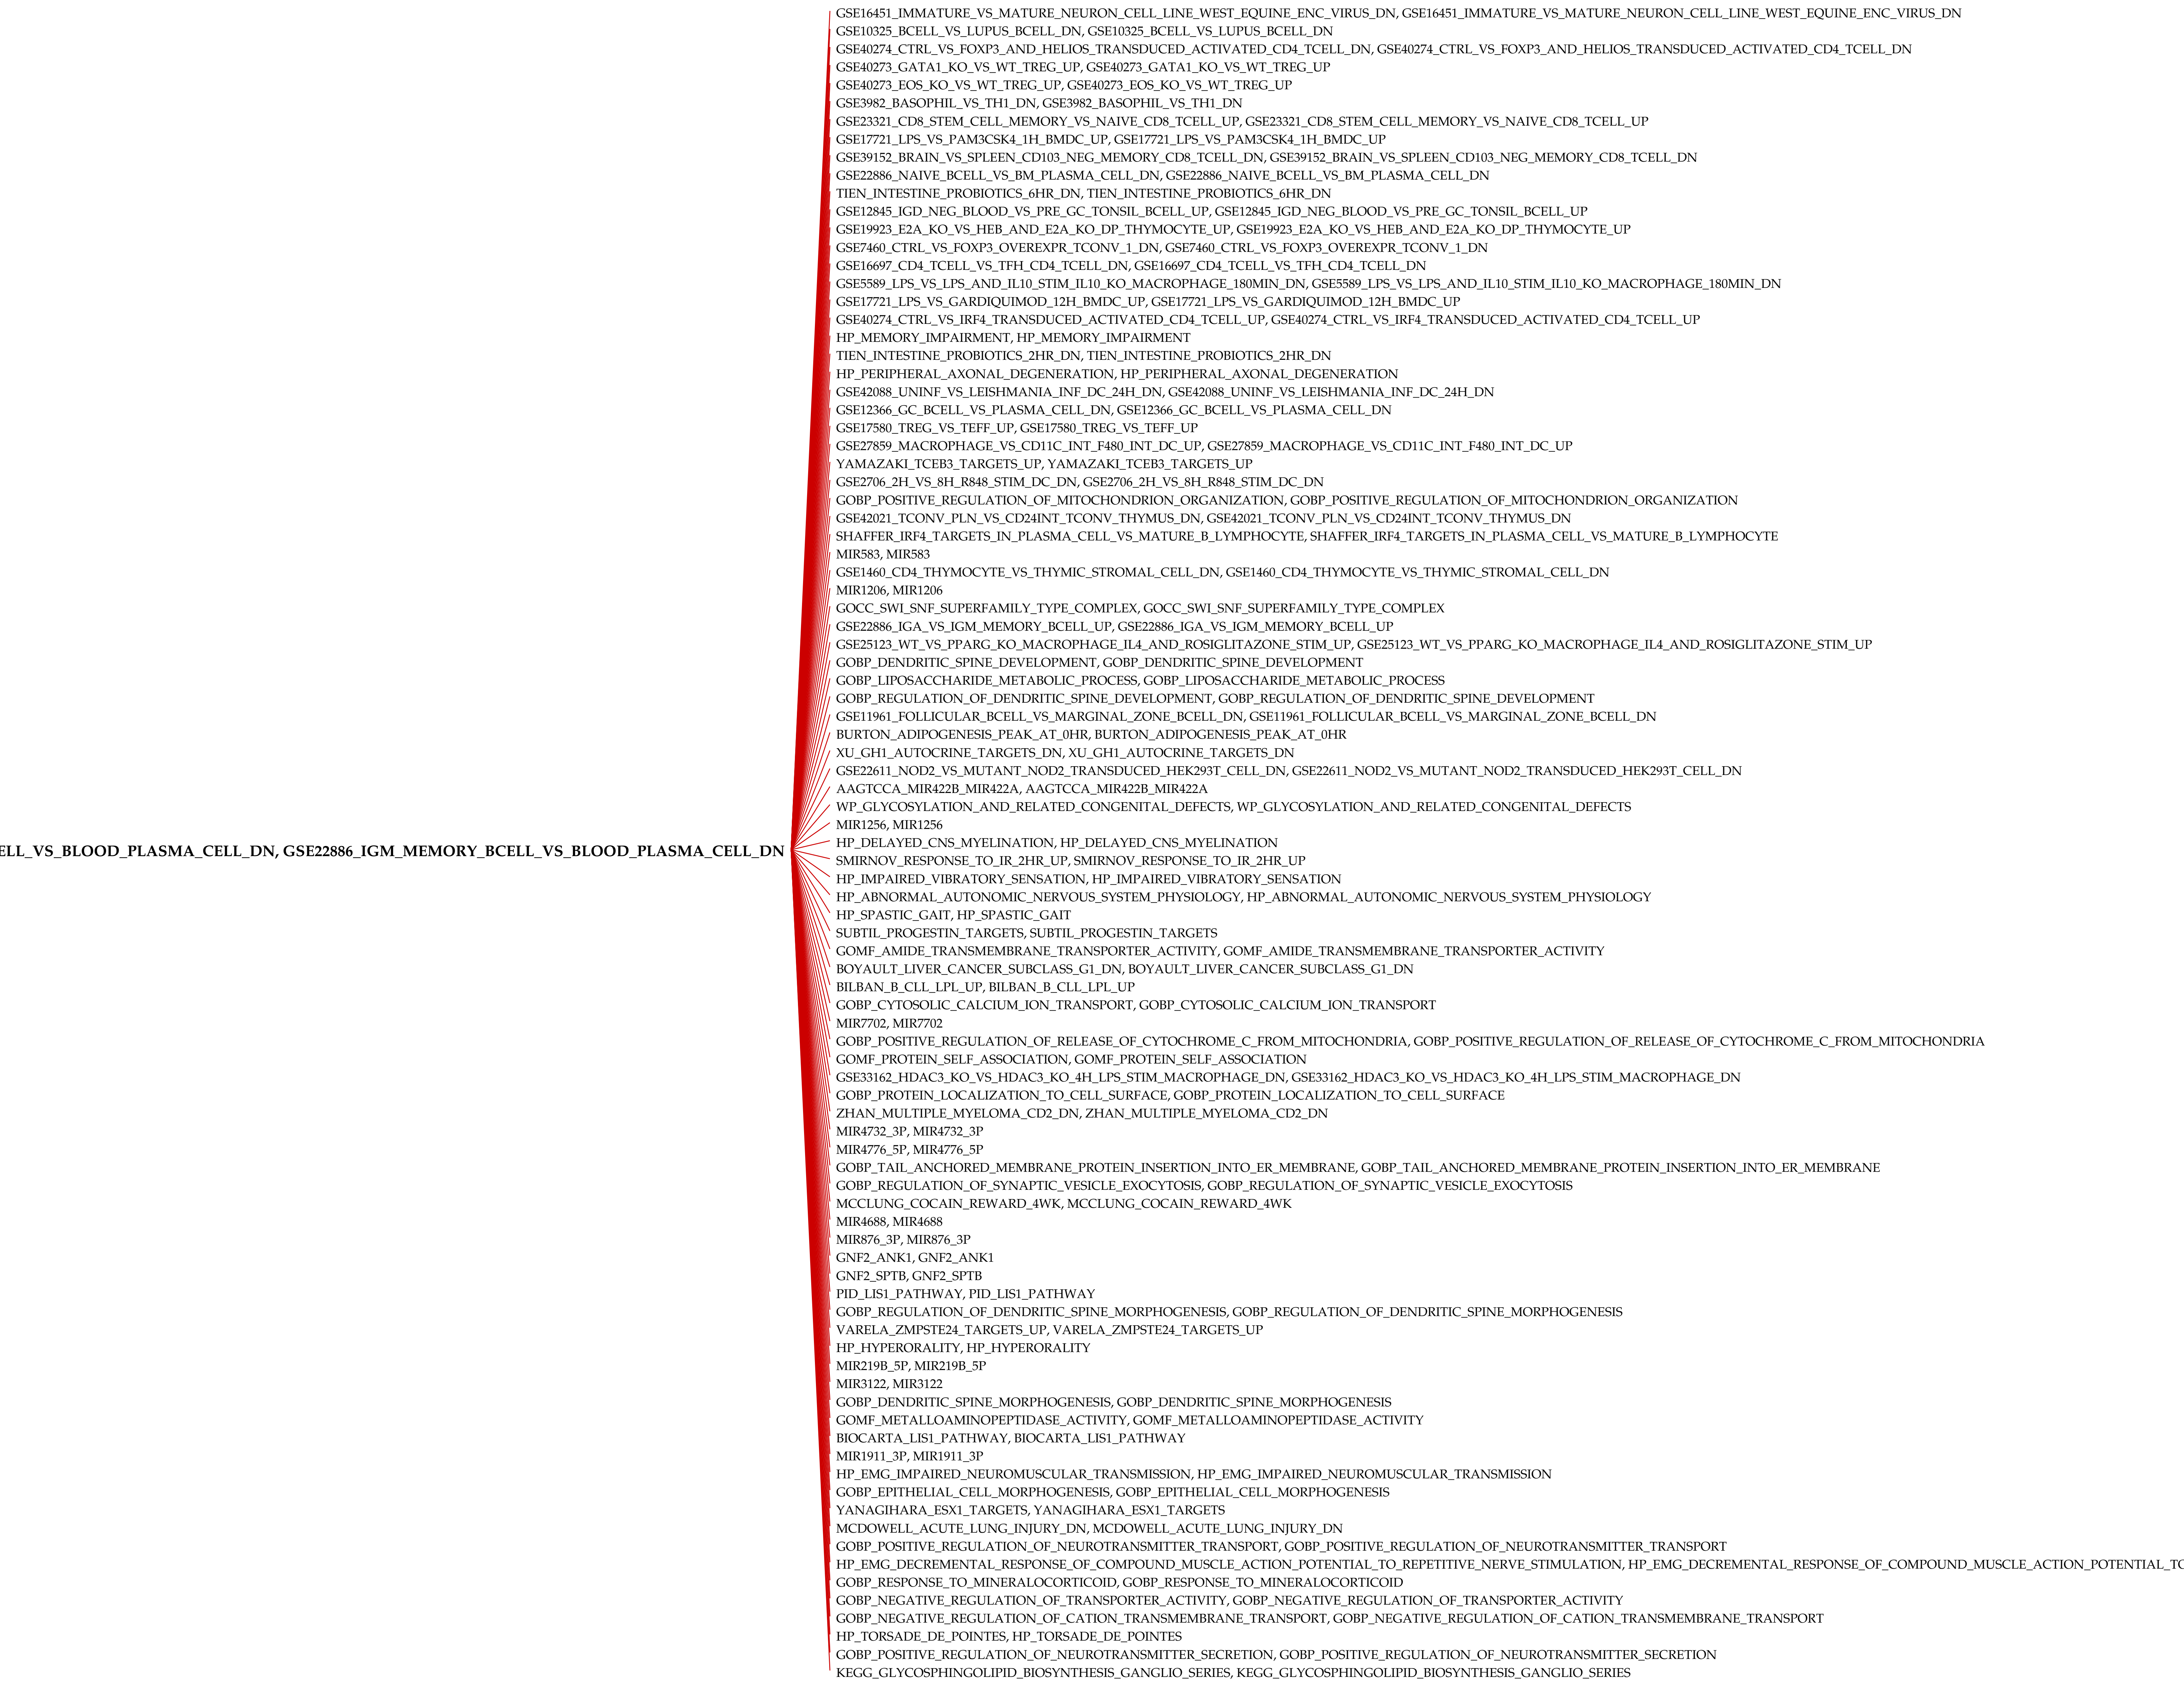 GSE16451_IMMATURE_VS_MATURE_NEURON_CELL_LINE_WEST_EQUINE_ENC_VIRUS_DN, GSE16451_IMMATURE_VS_MATURE_NEURON_CELL_LINE_WEST_EQUINE_ENC_VIRUS_DN
GSE10325_BCELL_VS_LUPUS_BCELL_DN, GSE10325_BCELL_VS_LUPUS_BCELL_DN
GSE40274_CTRL_VS_FOXP3_AND_HELIOS_TRANSDUCED_ACTIVATED_CD4_TCELL_DN, GSE40274_CTRL_VS_FOXP3_AND_HELIOS_TRANSDUCED_ACTIVATED_CD4_TCELL_DN
GSE40273_GATA1_KO_VS_WT_TREG_UP, GSE40273_GATA1_KO_VS_WT_TREG_UP
GSE40273_EOS_KO_VS_WT_TREG_UP, GSE40273_EOS_KO_VS_WT_TREG_UP
GSE3982_BASOPHIL_VS_TH1_DN, GSE3982_BASOPHIL_VS_TH1_DN
GSE23321_CD8_STEM_CELL_MEMORY_VS_NAIVE_CD8_TCELL_UP, GSE23321_CD8_STEM_CELL_MEMORY_VS_NAIVE_CD8_TCELL_UP
GSE17721_LPS_VS_PAM3CSK4_1H_BMDC_UP, GSE17721_LPS_VS_PAM3CSK4_1H_BMDC_UP
GSE39152_BRAIN_VS_SPLEEN_CD103_NEG_MEMORY_CD8_TCELL_DN, GSE39152_BRAIN_VS_SPLEEN_CD103_NEG_MEMORY_CD8_TCELL_DN
GSE22886_NAIVE_BCELL_VS_BM_PLASMA_CELL_DN, GSE22886_NAIVE_BCELL_VS_BM_PLASMA_CELL_DN
TIEN_INTESTINE_PROBIOTICS_6HR_DN, TIEN_INTESTINE_PROBIOTICS_6HR_DN
GSE12845_IGD_NEG_BLOOD_VS_PRE_GC_TONSIL_BCELL_UP, GSE12845_IGD_NEG_BLOOD_VS_PRE_GC_TONSIL_BCELL_UP
GSE19923_E2A_KO_VS_HEB_AND_E2A_KO_DP_THYMOCYTE_UP, GSE19923_E2A_KO_VS_HEB_AND_E2A_KO_DP_THYMOCYTE_UP
GSE7460_CTRL_VS_FOXP3_OVEREXPR_TCONV_1_DN, GSE7460_CTRL_VS_FOXP3_OVEREXPR_TCONV_1_DN
GSE16697_CD4_TCELL_VS_TFH_CD4_TCELL_DN, GSE16697_CD4_TCELL_VS_TFH_CD4_TCELL_DN
GSE5589_LPS_VS_LPS_AND_IL10_STIM_IL10_KO_MACROPHAGE_180MIN_DN, GSE5589_LPS_VS_LPS_AND_IL10_STIM_IL10_KO_MACROPHAGE_180MIN_DN
GSE17721_LPS_VS_GARDIQUIMOD_12H_BMDC_UP, GSE17721_LPS_VS_GARDIQUIMOD_12H_BMDC_UP
GSE40274_CTRL_VS_IRF4_TRANSDUCED_ACTIVATED_CD4_TCELL_UP, GSE40274_CTRL_VS_IRF4_TRANSDUCED_ACTIVATED_CD4_TCELL_UP
HP_MEMORY_IMPAIRMENT, HP_MEMORY_IMPAIRMENT
TIEN_INTESTINE_PROBIOTICS_2HR_DN, TIEN_INTESTINE_PROBIOTICS_2HR_DN
HP_PERIPHERAL_AXONAL_DEGENERATION, HP_PERIPHERAL_AXONAL_DEGENERATION
GSE42088_UNINF_VS_LEISHMANIA_INF_DC_24H_DN, GSE42088_UNINF_VS_LEISHMANIA_INF_DC_24H_DN
GSE12366_GC_BCELL_VS_PLASMA_CELL_DN, GSE12366_GC_BCELL_VS_PLASMA_CELL_DN
GSE17580_TREG_VS_TEFF_UP, GSE17580_TREG_VS_TEFF_UP
GSE27859_MACROPHAGE_VS_CD11C_INT_F480_INT_DC_UP, GSE27859_MACROPHAGE_VS_CD11C_INT_F480_INT_DC_UP
YAMAZAKI_TCEB3_TARGETS_UP, YAMAZAKI_TCEB3_TARGETS_UP
GSE2706_2H_VS_8H_R848_STIM_DC_DN, GSE2706_2H_VS_8H_R848_STIM_DC_DN
GOBP_POSITIVE_REGULATION_OF_MITOCHONDRION_ORGANIZATION, GOBP_POSITIVE_REGULATION_OF_MITOCHONDRION_ORGANIZATION
GSE42021_TCONV_PLN_VS_CD24INT_TCONV_THYMUS_DN, GSE42021_TCONV_PLN_VS_CD24INT_TCONV_THYMUS_DN
SHAFFER_IRF4_TARGETS_IN_PLASMA_CELL_VS_MATURE_B_LYMPHOCYTE, SHAFFER_IRF4_TARGETS_IN_PLASMA_CELL_VS_MATURE_B_LYMPHOCYTE
MIR583, MIR583
GSE1460_CD4_THYMOCYTE_VS_THYMIC_STROMAL_CELL_DN, GSE1460_CD4_THYMOCYTE_VS_THYMIC_STROMAL_CELL_DN
MIR1206, MIR1206
GOCC_SWI_SNF_SUPERFAMILY_TYPE_COMPLEX, GOCC_SWI_SNF_SUPERFAMILY_TYPE_COMPLEX
GSE22886_IGA_VS_IGM_MEMORY_BCELL_UP, GSE22886_IGA_VS_IGM_MEMORY_BCELL_UP
GSE25123_WT_VS_PPARG_KO_MACROPHAGE_IL4_AND_ROSIGLITAZONE_STIM_UP, GSE25123_WT_VS_PPARG_KO_MACROPHAGE_IL4_AND_ROSIGLITAZONE_STIM_UP
GOBP_DENDRITIC_SPINE_DEVELOPMENT, GOBP_DENDRITIC_SPINE_DEVELOPMENT
GOBP_LIPOSACCHARIDE_METABOLIC_PROCESS, GOBP_LIPOSACCHARIDE_METABOLIC_PROCESS
GOBP_REGULATION_OF_DENDRITIC_SPINE_DEVELOPMENT, GOBP_REGULATION_OF_DENDRITIC_SPINE_DEVELOPMENT
GSE11961_FOLLICULAR_BCELL_VS_MARGINAL_ZONE_BCELL_DN, GSE11961_FOLLICULAR_BCELL_VS_MARGINAL_ZONE_BCELL_DN
BURTON_ADIPOGENESIS_PEAK_AT_0HR, BURTON_ADIPOGENESIS_PEAK_AT_0HR
XU_GH1_AUTOCRINE_TARGETS_DN, XU_GH1_AUTOCRINE_TARGETS_DN
GSE22611_NOD2_VS_MUTANT_NOD2_TRANSDUCED_HEK293T_CELL_DN, GSE22611_NOD2_VS_MUTANT_NOD2_TRANSDUCED_HEK293T_CELL_DN
AAGTCCA_MIR422B_MIR422A, AAGTCCA_MIR422B_MIR422A
WP_GLYCOSYLATION_AND_RELATED_CONGENITAL_DEFECTS, WP_GLYCOSYLATION_AND_RELATED_CONGENITAL_DEFECTS
MIR1256, MIR1256
HP_DELAYED_CNS_MYELINATION, HP_DELAYED_CNS_MYELINATION
ELL_VS_BLOOD_PLASMA_CELL_DN, GSE22886_IGM_MEMORY_BCELL_VS_BLOOD_PLASMA_CELL_DN
SMIRNOV_RESPONSE_TO_IR_2HR_UP, SMIRNOV_RESPONSE_TO_IR_2HR_UP
HP_IMPAIRED_VIBRATORY_SENSATION, HP_IMPAIRED_VIBRATORY_SENSATION
HP_ABNORMAL_AUTONOMIC_NERVOUS_SYSTEM_PHYSIOLOGY, HP_ABNORMAL_AUTONOMIC_NERVOUS_SYSTEM_PHYSIOLOGY
HP_SPASTIC_GAIT, HP_SPASTIC_GAIT
SUBTIL_PROGESTIN_TARGETS, SUBTIL_PROGESTIN_TARGETS
GOMF_AMIDE_TRANSMEMBRANE_TRANSPORTER_ACTIVITY, GOMF_AMIDE_TRANSMEMBRANE_TRANSPORTER_ACTIVITY
BOYAULT_LIVER_CANCER_SUBCLASS_G1_DN, BOYAULT_LIVER_CANCER_SUBCLASS_G1_DN
BILBAN_B_CLL_LPL_UP, BILBAN_B_CLL_LPL_UP
GOBP_CYTOSOLIC_CALCIUM_ION_TRANSPORT, GOBP_CYTOSOLIC_CALCIUM_ION_TRANSPORT
MIR7702, MIR7702
GOBP_POSITIVE_REGULATION_OF_RELEASE_OF_CYTOCHROME_C_FROM_MITOCHONDRIA, GOBP_POSITIVE_REGULATION_OF_RELEASE_OF_CYTOCHROME_C_FROM_MITOCHONDRIA
GOMF_PROTEIN_SELF_ASSOCIATION, GOMF_PROTEIN_SELF_ASSOCIATION
GSE33162_HDAC3_KO_VS_HDAC3_KO_4H_LPS_STIM_MACROPHAGE_DN, GSE33162_HDAC3_KO_VS_HDAC3_KO_4H_LPS_STIM_MACROPHAGE_DN
GOBP_PROTEIN_LOCALIZATION_TO_CELL_SURFACE, GOBP_PROTEIN_LOCALIZATION_TO_CELL_SURFACE
ZHAN_MULTIPLE_MYELOMA_CD2_DN, ZHAN_MULTIPLE_MYELOMA_CD2_DN
MIR4732_3P, MIR4732_3P
MIR4776_5P, MIR4776_5P
GOBP_TAIL_ANCHORED_MEMBRANE_PROTEIN_INSERTION_INTO_ER_MEMBRANE, GOBP_TAIL_ANCHORED_MEMBRANE_PROTEIN_INSERTION_INTO_ER_MEMBRANE
GOBP_REGULATION_OF_SYNAPTIC_VESICLE_EXOCYTOSIS, GOBP_REGULATION_OF_SYNAPTIC_VESICLE_EXOCYTOSIS
MCCLUNG_COCAIN_REWARD_4WK, MCCLUNG_COCAIN_REWARD_4WK
MIR4688, MIR4688
MIR876_3P, MIR876_3P
GNF2_ANK1, GNF2_ANK1
GNF2_SPTB, GNF2_SPTB
PID_LIS1_PATHWAY, PID_LIS1_PATHWAY
GOBP_REGULATION_OF_DENDRITIC_SPINE_MORPHOGENESIS, GOBP_REGULATION_OF_DENDRITIC_SPINE_MORPHOGENESIS
VARELA_ZMPSTE24_TARGETS_UP, VARELA_ZMPSTE24_TARGETS_UP
HP_HYPERORALITY, HP_HYPERORALITY
MIR219B_5P, MIR219B_5P
MIR3122, MIR3122
GOBP_DENDRITIC_SPINE_MORPHOGENESIS, GOBP_DENDRITIC_SPINE_MORPHOGENESIS
GOMF_METALLOAMINOPEPTIDASE_ACTIVITY, GOMF_METALLOAMINOPEPTIDASE_ACTIVITY
BIOCARTA_LIS1_PATHWAY, BIOCARTA_LIS1_PATHWAY
MIR1911_3P, MIR1911_3P
HP_EMG_IMPAIRED_NEUROMUSCULAR_TRANSMISSION, HP_EMG_IMPAIRED_NEUROMUSCULAR_TRANSMISSION
GOBP_EPITHELIAL_CELL_MORPHOGENESIS, GOBP_EPITHELIAL_CELL_MORPHOGENESIS
YANAGIHARA_ESX1_TARGETS, YANAGIHARA_ESX1_TARGETS
MCDOWELL_ACUTE_LUNG_INJURY_DN, MCDOWELL_ACUTE_LUNG_INJURY_DN
GOBP_POSITIVE_REGULATION_OF_NEUROTRANSMITTER_TRANSPORT, GOBP_POSITIVE_REGULATION_OF_NEUROTRANSMITTER_TRANSPORT
HP_EMG_DECREMENTAL_RESPONSE_OF_COMPOUND_MUSCLE_ACTION_POTENTIAL_TO_REPETITIVE_NERVE_STIMULATION, HP_EMG_DECREMENTAL_RESPONSE_OF_COMPOUND_MUSCLE_ACTION_POTENTIAL_TO
GOBP_RESPONSE_TO_MINERALOCORTICOID, GOBP_RESPONSE_TO_MINERALOCORTICOID
GOBP_NEGATIVE_REGULATION_OF_TRANSPORTER_ACTIVITY, GOBP_NEGATIVE_REGULATION_OF_TRANSPORTER_ACTIVITY
GOBP_NEGATIVE_REGULATION_OF_CATION_TRANSMEMBRANE_TRANSPORT, GOBP_NEGATIVE_REGULATION_OF_CATION_TRANSMEMBRANE_TRANSPORT
HP_TORSADE_DE_POINTES, HP_TORSADE_DE_POINTES
GOBP_POSITIVE_REGULATION_OF_NEUROTRANSMITTER_SECRETION, GOBP_POSITIVE_REGULATION_OF_NEUROTRANSMITTER_SECRETION
KEGG_GLYCOSPHINGOLIPID_BIOSYNTHESIS_GANGLIO_SERIES, KEGG_GLYCOSPHINGOLIPID_BIOSYNTHESIS_GANGLIO_SERIES